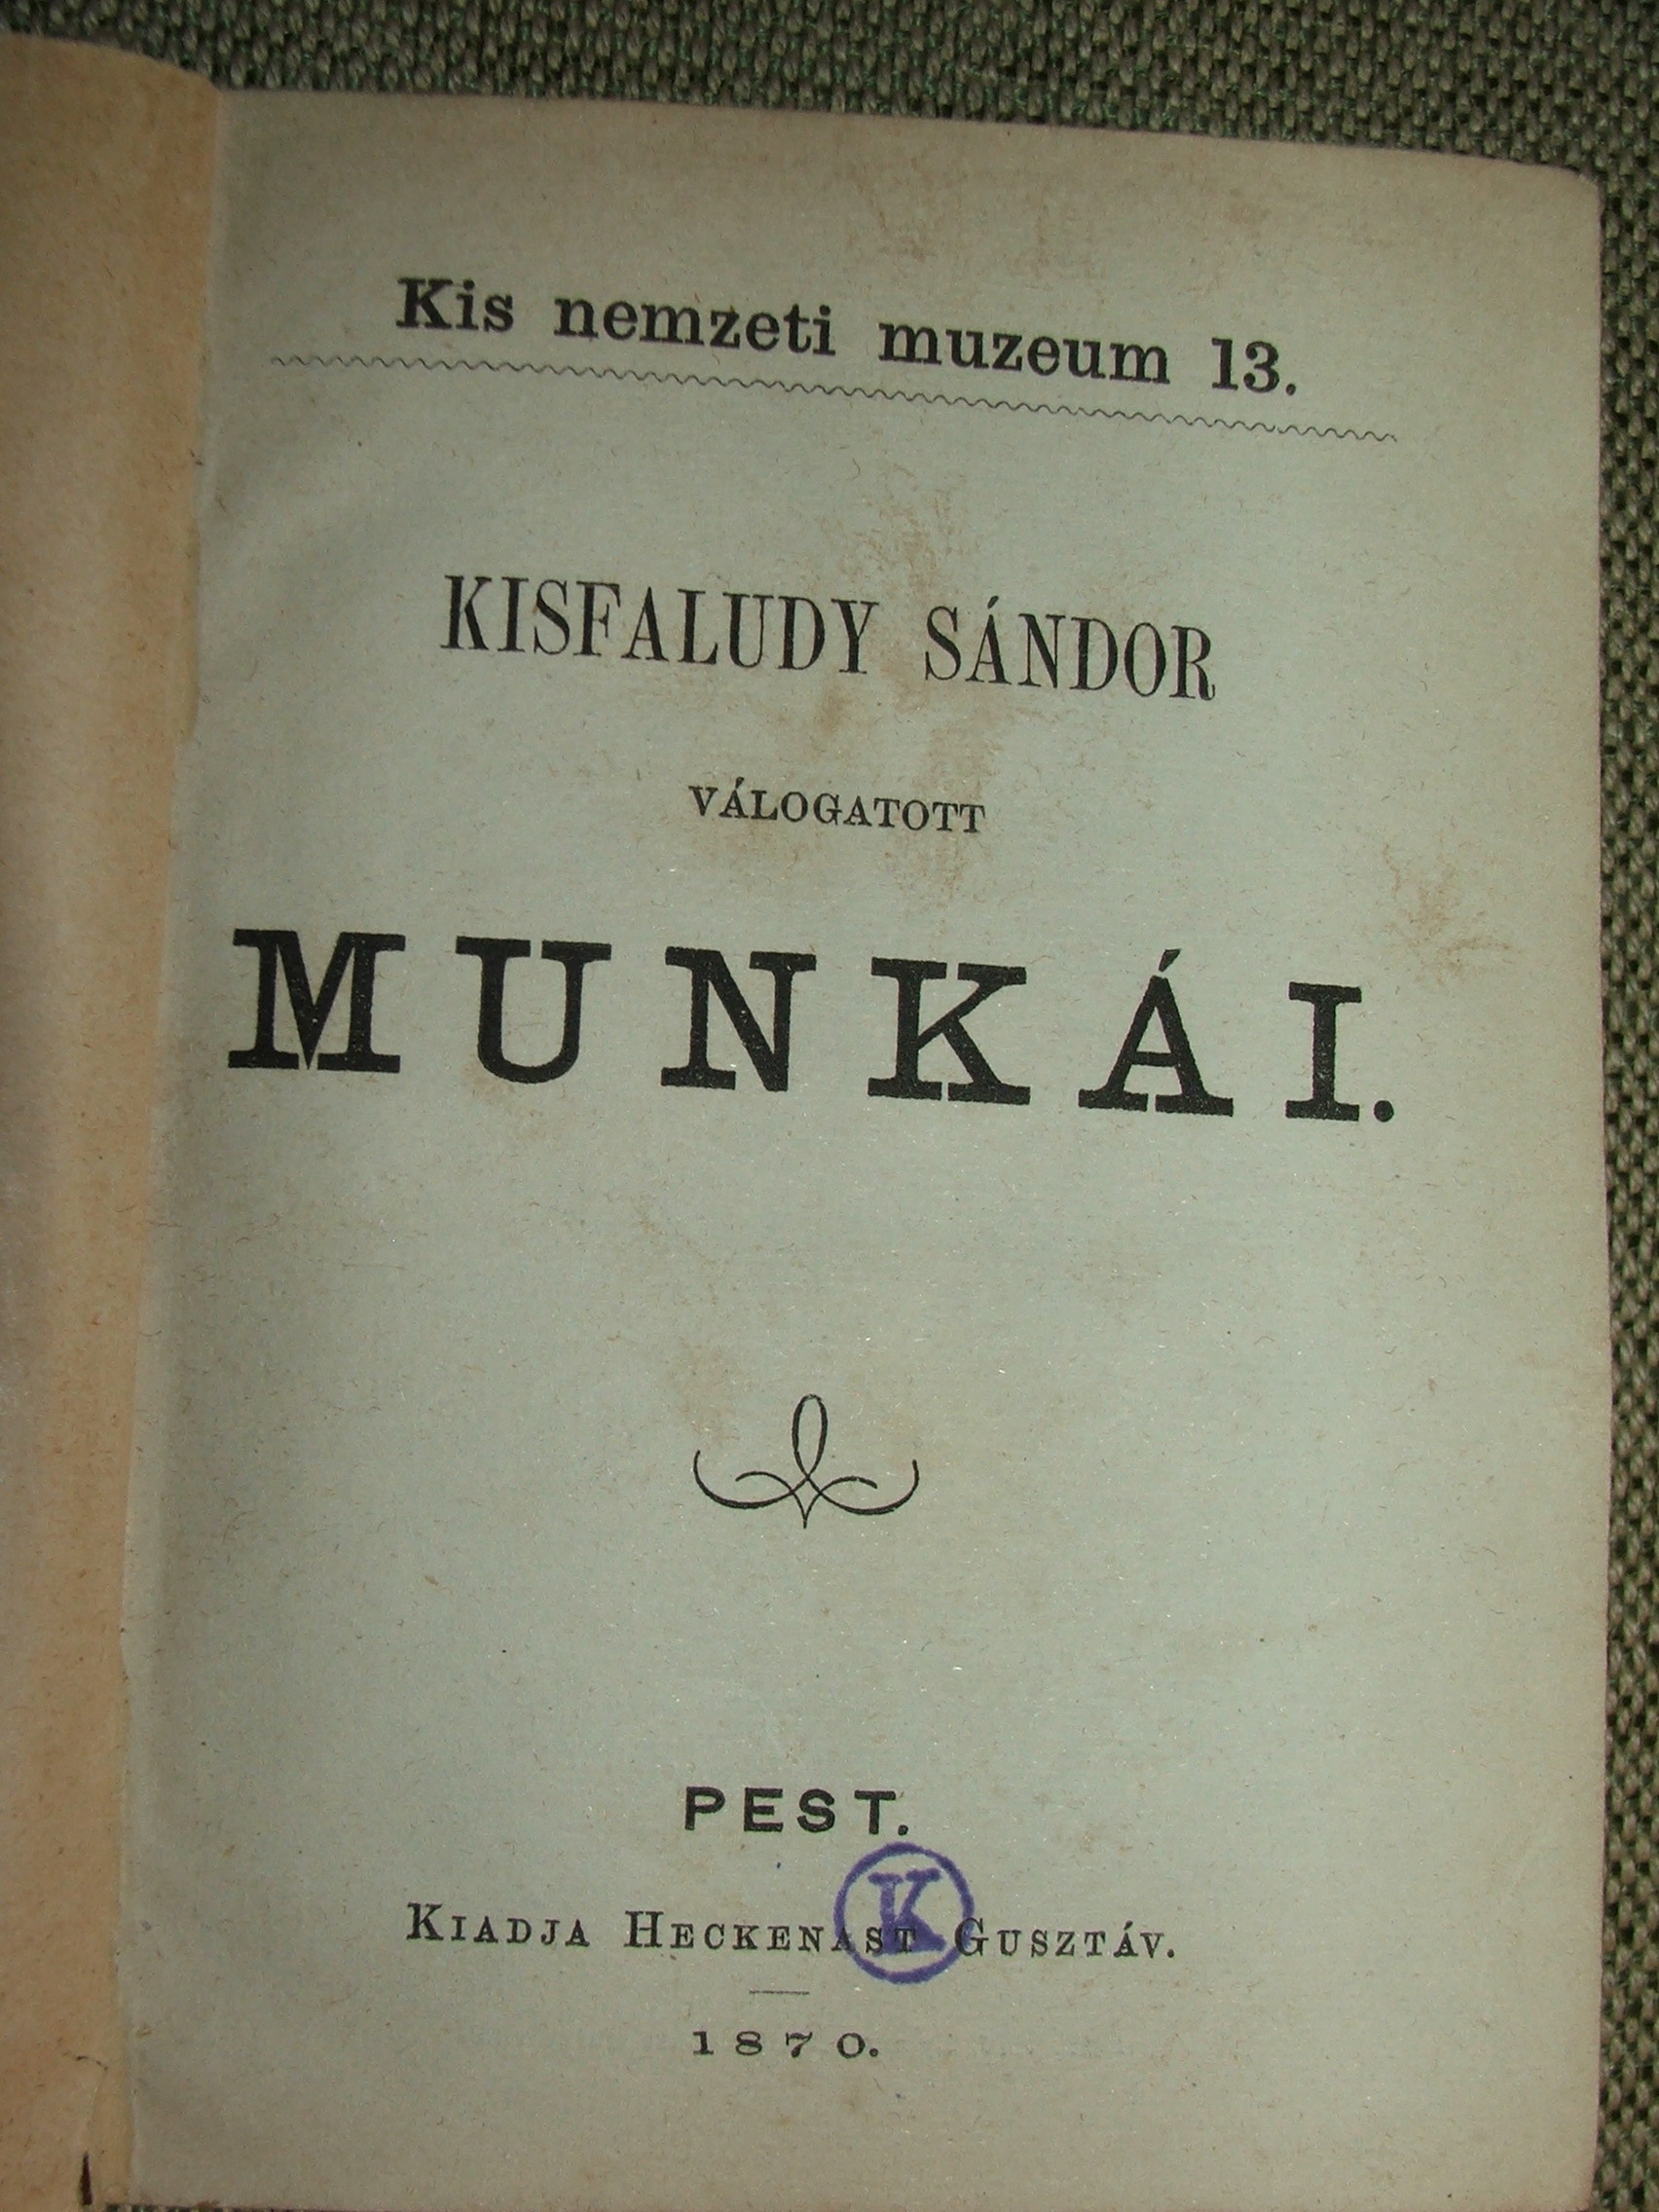 Kis nemzeti muzeum 13.
KISFALUDY SÁNDOR
VÁLOGATOTT
MUNKÁI.
PEST.
K
KIADJA HECKENAST GUSZTÁV.
1870.